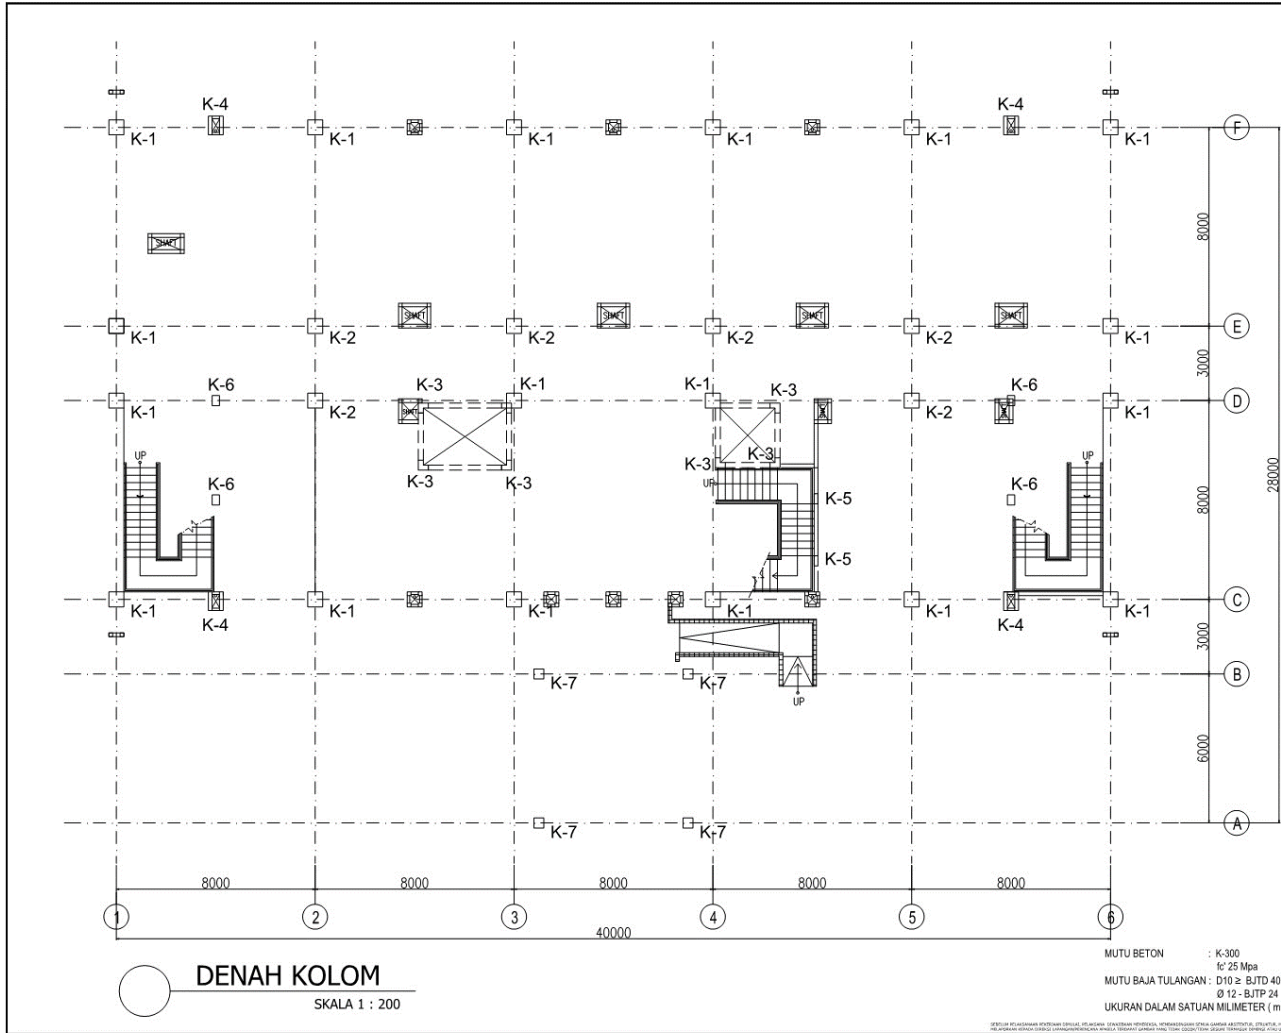 K-4 K-4
K-1 K-1 K-1 K-1 K-1 K-1 F
8000
SHAFT
SHAFT SHAFT SHAFT SHAFT
K-1 K-2 K-2 K-2 K-2 K-1 E
3000
K-6 K-3 K-1 K-1 K-3 K-6
K-1 K-2 SHAFT K-2 K-1 D
UP K-3 K-3 UP
K-3 K-3 UP
K-6 K-5 8000 28000
K-5
K-1 K-1 K-1 K-1 K-1 K-1 C
K-4 K-4
3000
K-7 K-7 B
UP
6000
K-7 K-7 A
8000 8000 8000 8000 8000
1 2 3 4 5 6
40000
DENAH KOLOM
SKALA 1 : 200
MUTU BETON : K-300
fc' 25 Mpa
MUTU BAJA TULANGAN : D10 ≥ BJTD 40
Ø 12 - BJTP 24
UKURAN DALAM SATUAN MILIMETER ( m